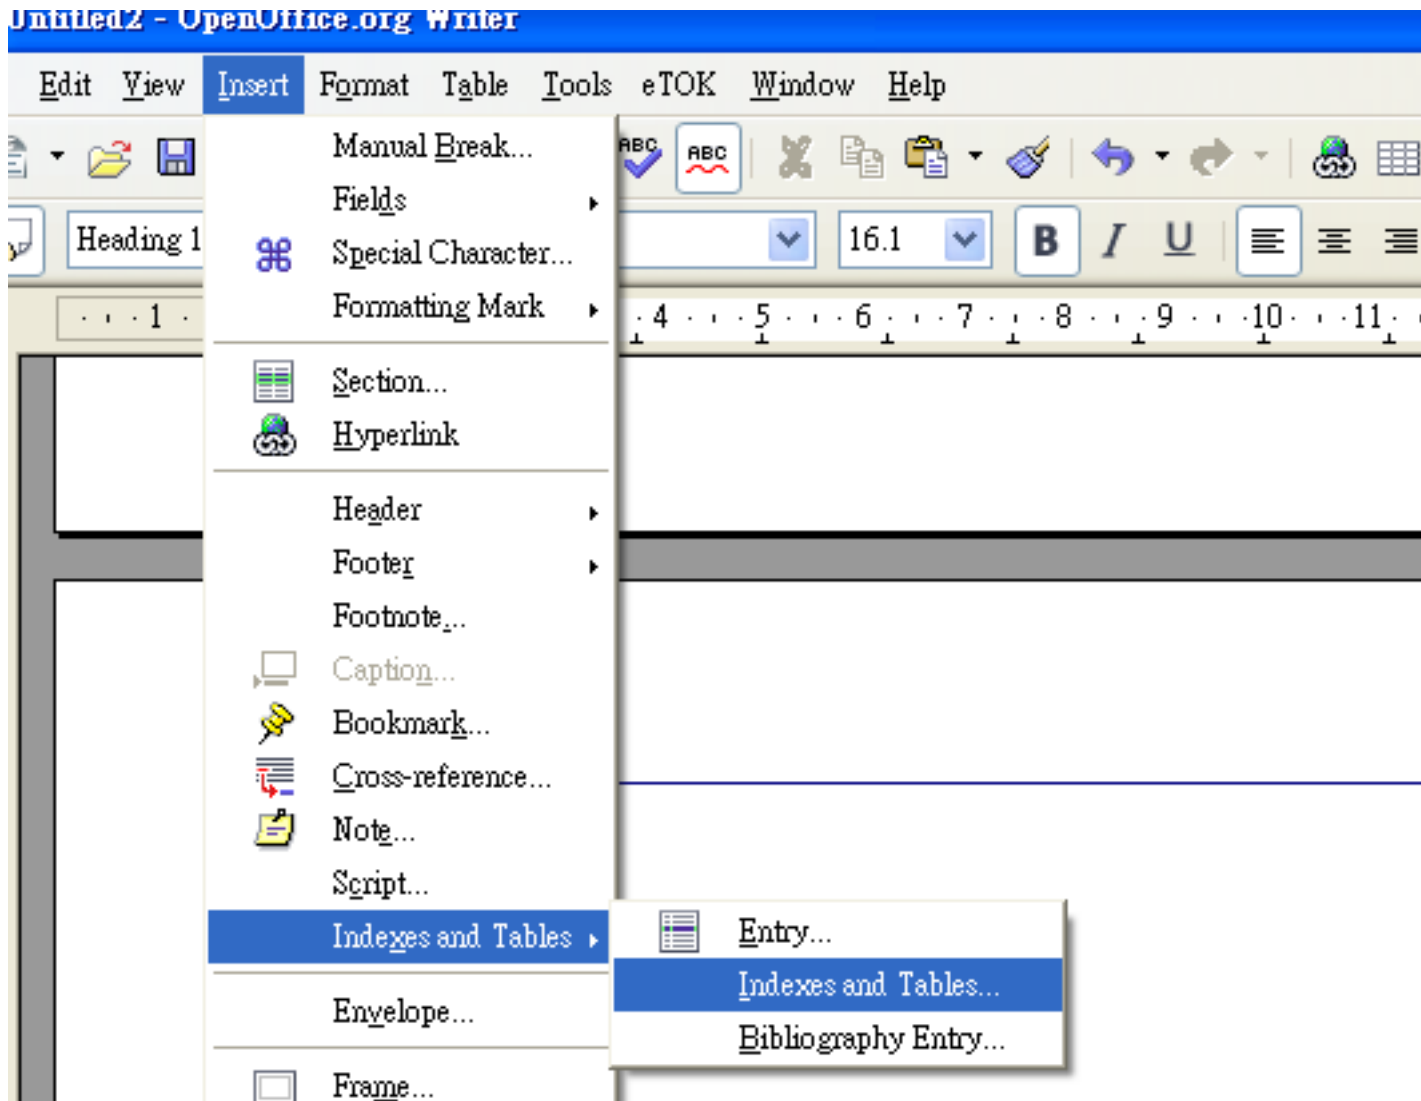 Untitled2 - OpenOffice.org Writer
Edit View Insert Format Table Tools eTOK Window Help
Manual Break...
ABC ABC
Fields
Heading 1 16.1 B I U
Special Character...
Formatting Mark
1 4 5 6 7 8 9 10 11
Section...
Hyperlink
Header
Footer
Footnote...
Caption...
Bookmark...
Cross-reference...
Note...
Script...
Indexes and Tables
Entry...
Indexes and Tables...
Bibliography Entry...
Envelope...
Frame...